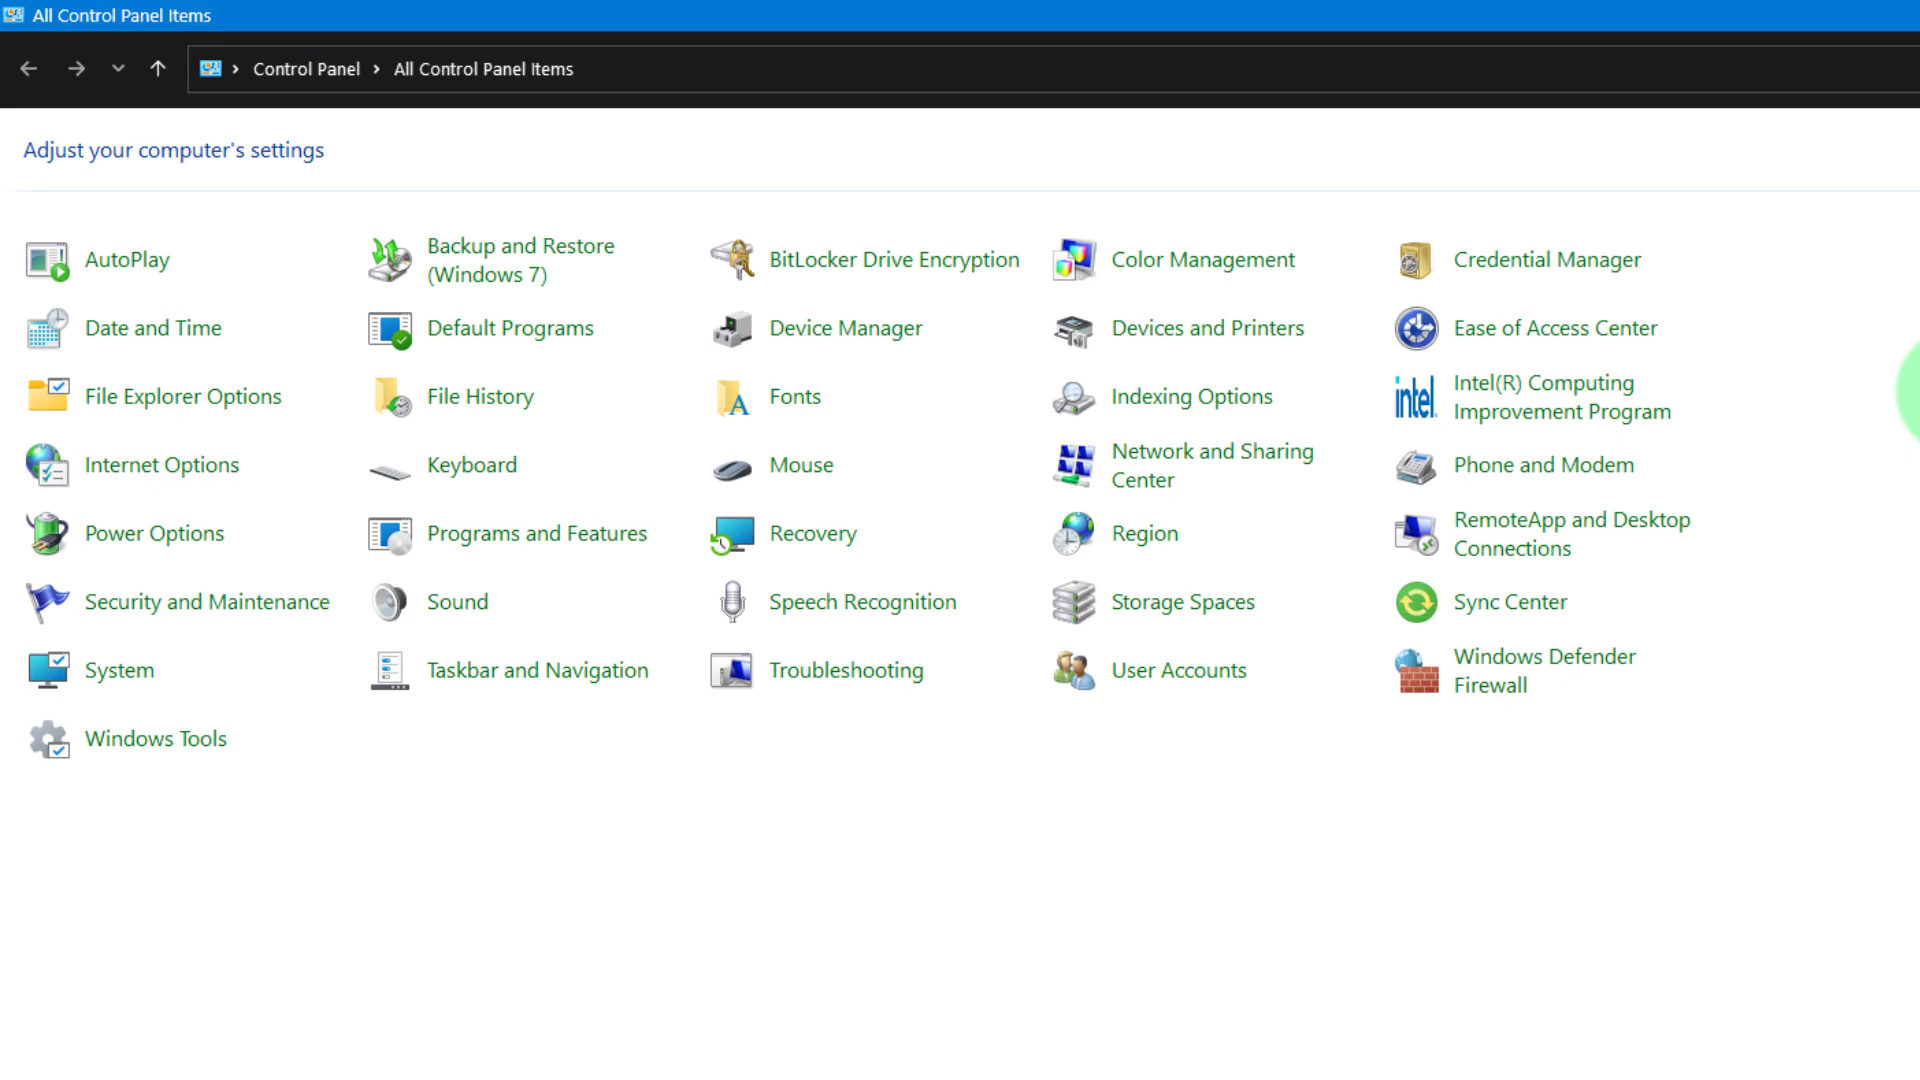 All Control Panel Items
Control Panel > All Control Panel Items
Adjust your computer's settings
AutoPlay
Backup and Restore
(Windows 7)
BitLocker Drive Encryption
Color Management
Credential Manager
Date and Time
Default Programs
Device Manager
Devices and Printers
Ease of Access Center
File Explorer Options
File History
Fonts
Indexing Options
intel.
Intel(R) Computing
Improvement Program
Internet Options
Keyboard
Mouse
Network and Sharing
Center
Phone and Modem
Power Options
Programs and Features
Recovery
Region
RemoteApp and Desktop
Connections
Security and Maintenance
Sound
Speech Recognition
Storage Spaces
Sync Center
System
Taskbar and Navigation
Troubleshooting
User Accounts
Windows Defender
Firewall
Windows Tools